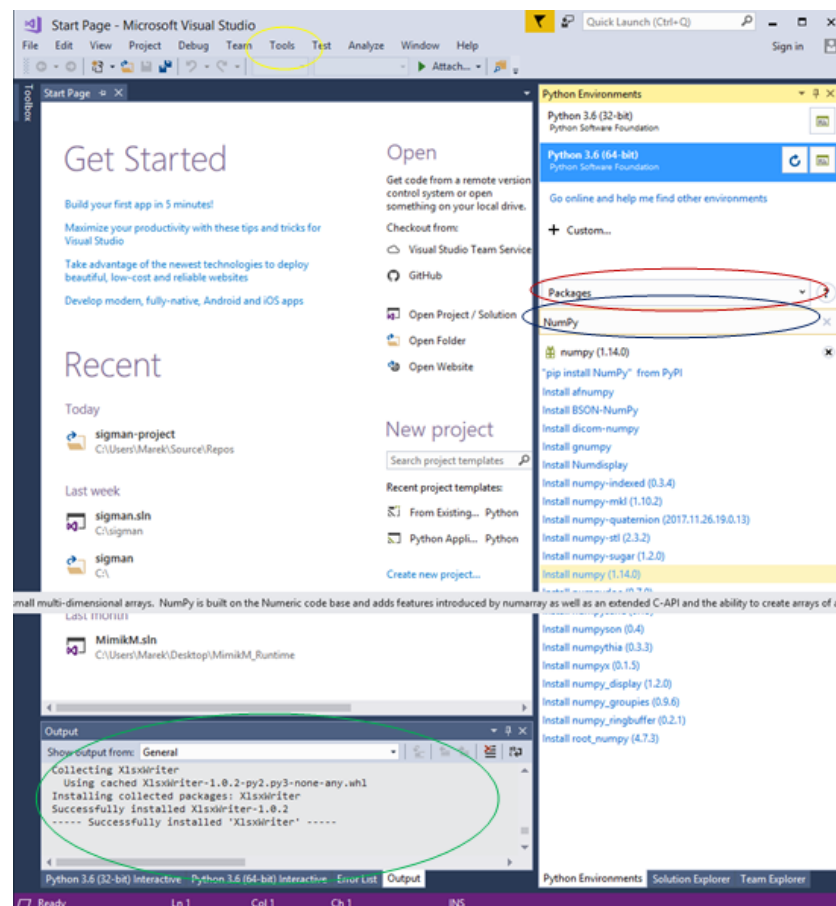 Start Page - Microsoft Visual Studio
Quick Launch (Ctrl+Q)
File Edit View Project Debug Team Tools Test Analyze Window Help
Sign in
Attach...
Toolbox
Start Page
Get Started
Build your first app in 5 minutes!
Maximize your productivity with these tips and tricks for
Visual Studio
Take advantage of the newest technologies to deploy
beautiful, low-cost and reliable websites
Develop modern, fully-native, Android and iOS apps
Recent
Today
sigman-project
C:\Users\Marek\Source\Repos
Last week
sigman.sln
C:\sigman
sigman
C:\
Last month
MimikM.sln
C:\Users\Marek\Desktop\MimikM_Runtime
Open
Get code from a remote version
control system or open
something on your local drive.
Checkout from:
Visual Studio Team Service
GitHub
Open Project / Solution
Open Folder
Open Website
New project
Search project templates
Recent project templates:
From Existing... Python
Python Appli... Python
Create new project...
Python Environments
Python 3.6 (32-bit)
Python Software Foundation
Python 3.6 (64-bit)
Python Software Foundation
Go online and help me find other environments
+ Custom...
Packages
?
NumPy
numpy (1.14.0)
"pip install NumPy" from PyPI
Install afnumpy
Install BSON-NumPy
Install dicom-numpy
Install gnumpy
Install Numdisplay
Install numpy-indexed (0.3.4)
Install numpy-mkl (1.10.2)
Install numpy-quaternion (2017.11.26.19.0.13)
Install numpy-stl (2.3.2)
Install numpy-sugar (1.2.0)
Install numpy (1.14.0)
mall multi-dimensional arrays. NumPy is built on the Numeric code base and adds features introduced by numarray as well as an extended C-API and the ability to create arrays of a
Install numpyson (0.4)
Install numpythia (0.3.3)
Install numpyx (0.1.5)
Install numpy_display (1.2.0)
Install numpy_groupies (0.9.6)
Install numpy_ringbuffer (0.2.1)
Install root_numpy (4.7.3)
Output
Show output from: General
Collecting XlsxWriter
Using cached XlsxWriter-1.0.2-py2.py3-none-any.whl
Installing collected packages: XlsxWriter
Successfully installed XlsxWriter-1.0.2
----- Successfully installed 'XlsxWriter' -----
Python 3.6 (32-bit) Interactive Python 3.6 (64-bit) Interactive Error List Output
Python Environments Solution Explorer Team Explorer
Ready Ln 1 Col 1 Ch 1 INS